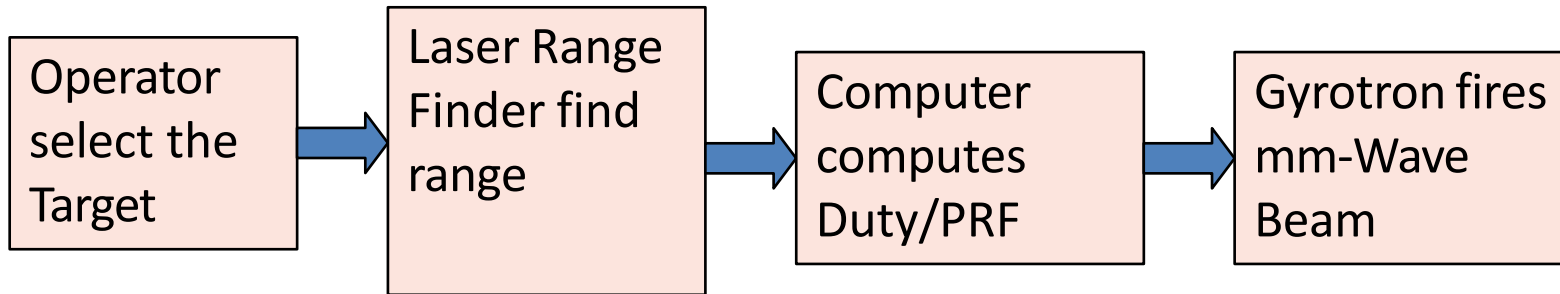 Operator
select the
Target
Laser Range
Finder find
range
Computer
computes
Duty/PRF
Gyrotron fires
mm-Wave
Beam